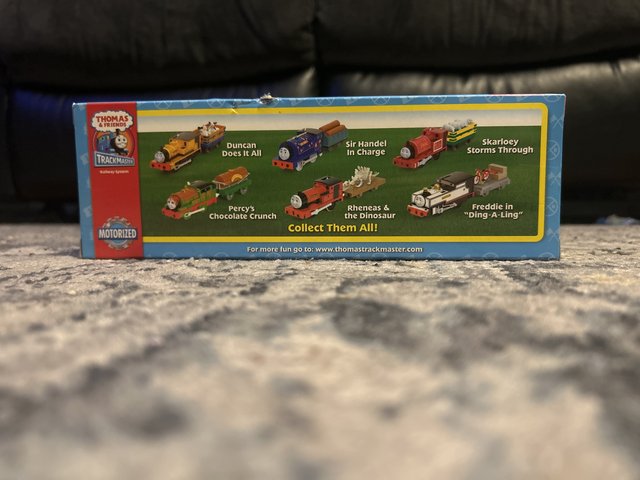 THOMAS
& FRIENDS
TRACKMASTER
Railway System
MOTORIZED
Duncan
Does It All
Sir Handel
In Charge
Skarloey
Storms Through
Percy's
Chocolate Crunch
Rheneas &
the Dinosaur
Freddie in
"Ding-A-Ling"
Collect Them All!
For more fun go to: www.thomastrackmaster.com